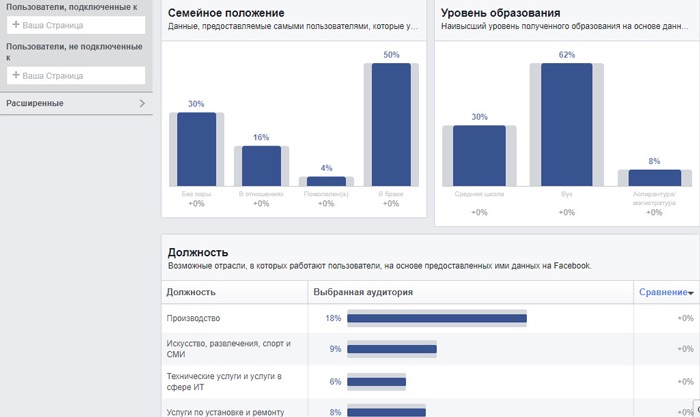 Пользователи, подключенные к
+ Ваша Страница
Пользователи, не подключенные
к
+ Ваша Страница
Расширенные
Семейное положение
Данные, предоставляемые самыми пользователями, которые у…
50%
30%
16%
4%
Без пары
В отношениях
Помолвлен(а)
В браке
+0%
+0%
+0%
+0%
Уровень образования
Наивысший уровень полученного образования на основе данн…
62%
30%
8%
Средняя школа
Вуз
Аспирантура/
магистратура
+0%
+0%
+0%
Должность
Возможные отрасли, в которых работают пользователи, на основе предоставленных ими данных на Facebook.
Должность
Выбранная аудитория
Сравнение
Производство
18%
+0%
Искусство, развлечения, спорт и
СМИ
9%
+0%
Технические услуги и услуги в
сфере ИТ
6%
+0%
Услуги по установке и ремонту
8%
+0%